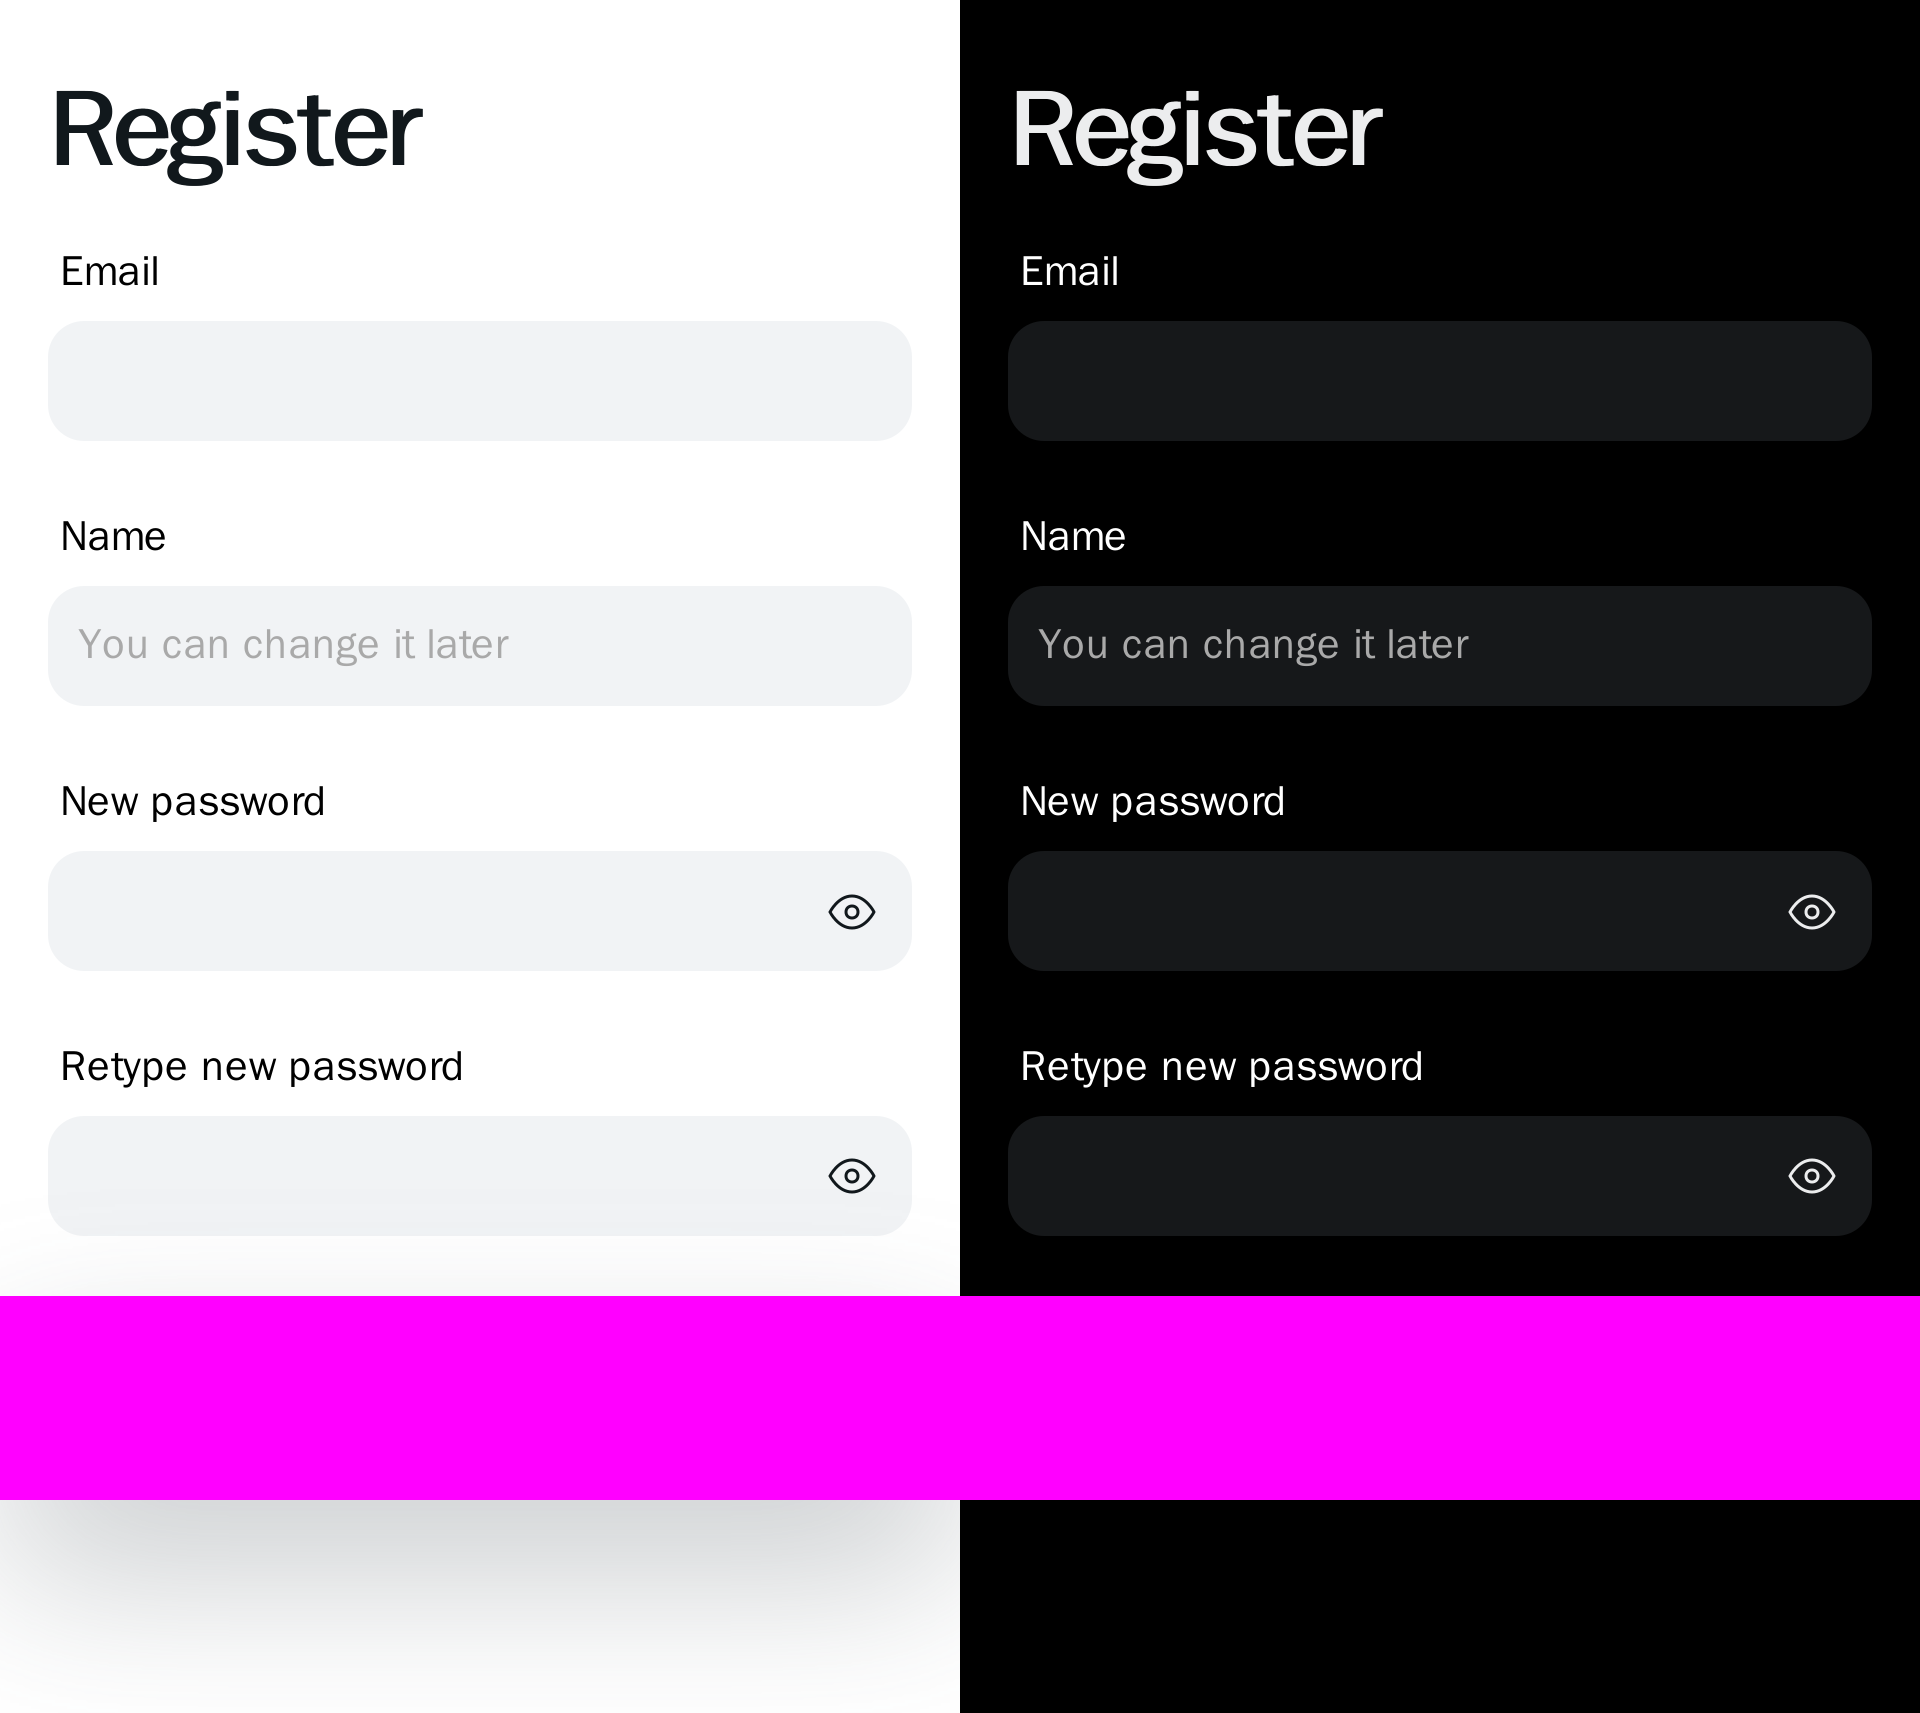 Register
Email
Name
You can change it later
New password
Retype new password
Register
Email
Name
You can change it later
New password
Retype new password